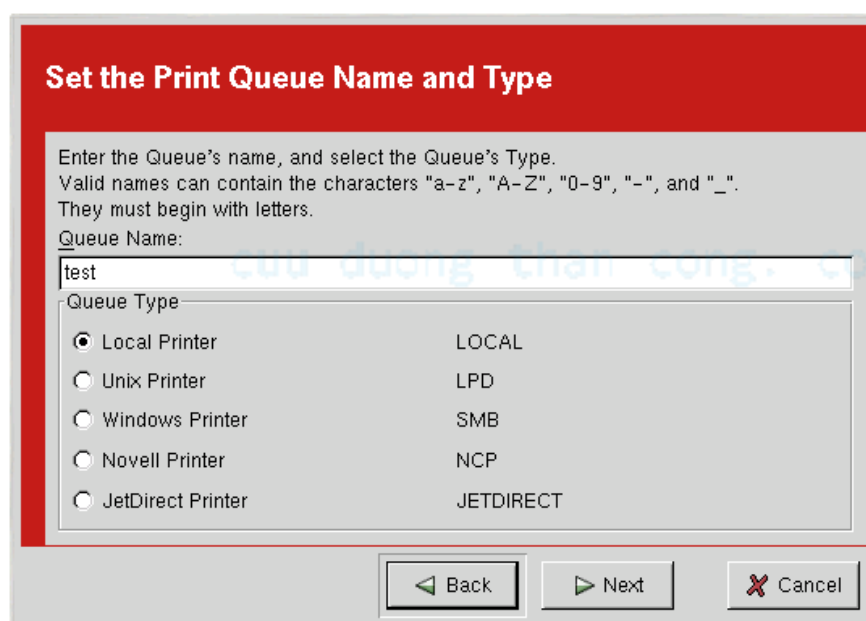 Set the Print Queue Name and Type
Enter the Queue's name, and select the Queue's Type.
Valid names can contain the characters "a-z", "A-Z", "0-9", "-", and "_".
They must begin with letters.
Queue Name:
cuu duong than cong. co
test
Queue Type
Local Printer LOCAL
Unix Printer LPD
Windows Printer SMB
Novell Printer NCP
JetDirect Printer JETDIRECT
Back Next Cancel